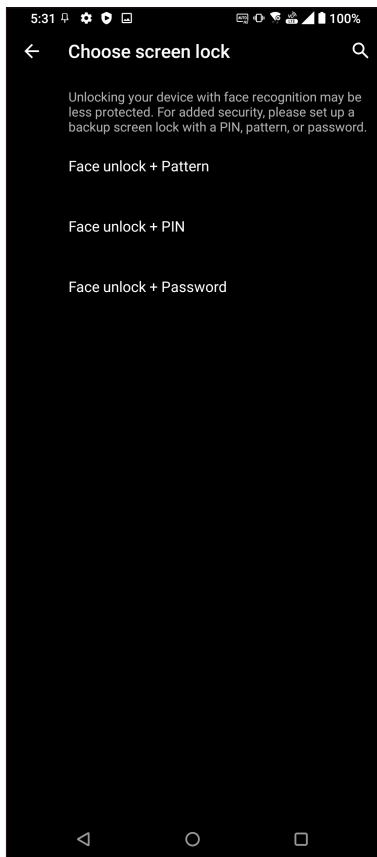 5:31 100%
Choose screen lock
Unlocking your device with face recognition may be
less protected. For added security, please set up a
backup screen lock with a PIN, pattern, or password.
Face unlock + Pattern
Face unlock + PIN
Face unlock + Password